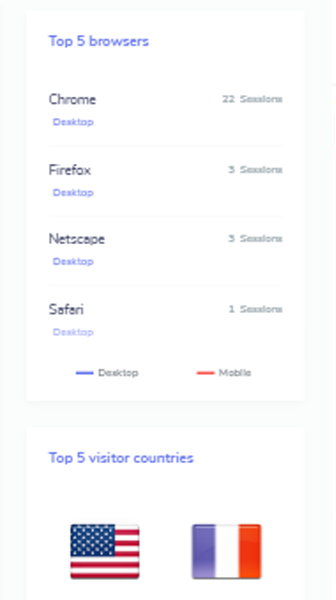 Top 5 browsers
Chrome 22 Sessions
Desktop
Firefox 3 Sessions
Desktop
Netscape 3 Sessions
Desktop
Safari 1 Sessions
Desktop
Desktop Mobile
Top 5 visitor countries